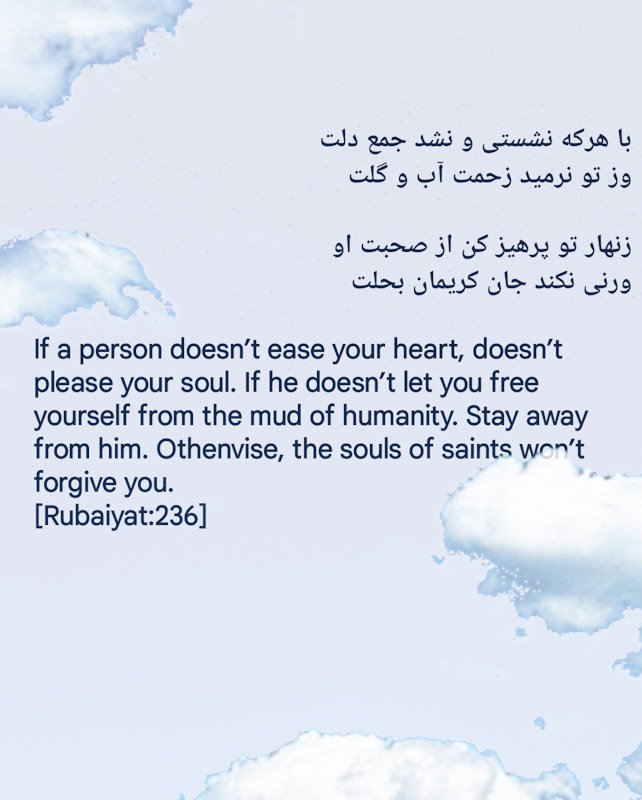 با هرکه نشستی و نشد جمع دلت
وز تو نرمید زحمت آب و گلت
زنهار تو پرهیز کن از صحبت او
ورنی نکند جان کریمان بحلت
If a person doesn’t ease your heart, doesn’t
please your soul. If he doesn’t let you free
yourself from the mud of humanity. Stay away
from him. Othenvise, the souls of saints won’t
forgive you.
[Rubaiyat:236]